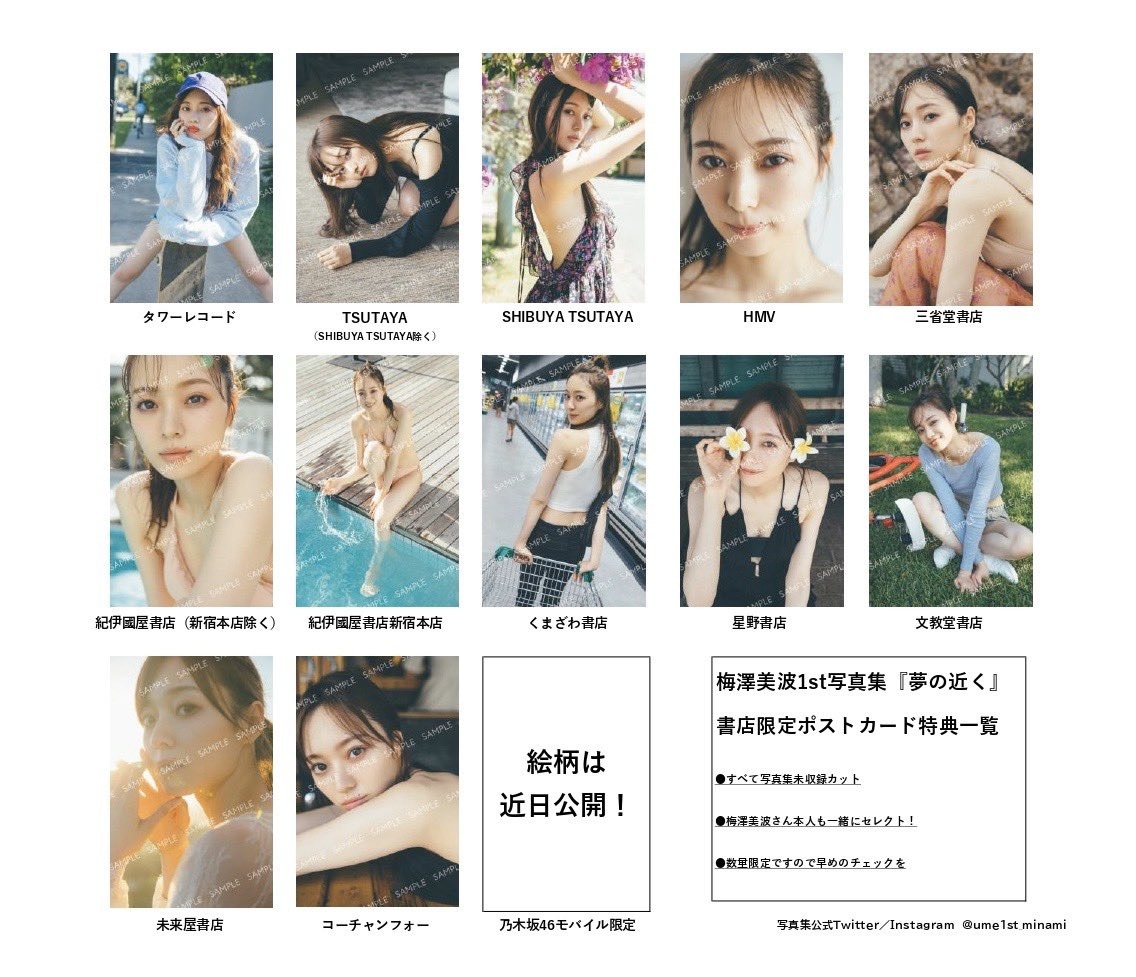 タワーレコード
TSUTAYA
（SHIBUYA TSUTAYA除く）
SHIBUYA TSUTAYA
HMV
三省堂書店
紀伊國屋書店（新宿本店除く）
紀伊國屋書店新宿本店
くまざわ書店
星野書店
文教堂書店
未来屋書店
コーチャンフォー
絵柄は
近日公開！
乃木坂46モバイル限定
梅澤美波1st写真集『夢の近く』
書店限定ポストカード特典一覧
●すべて写真集未収録カット
●梅澤美波さん本人も一緒にセレクト！
●数量限定ですので早めのチェックを
写真集公式Twitter／Instagram @ume1st_minami
SAMPLE